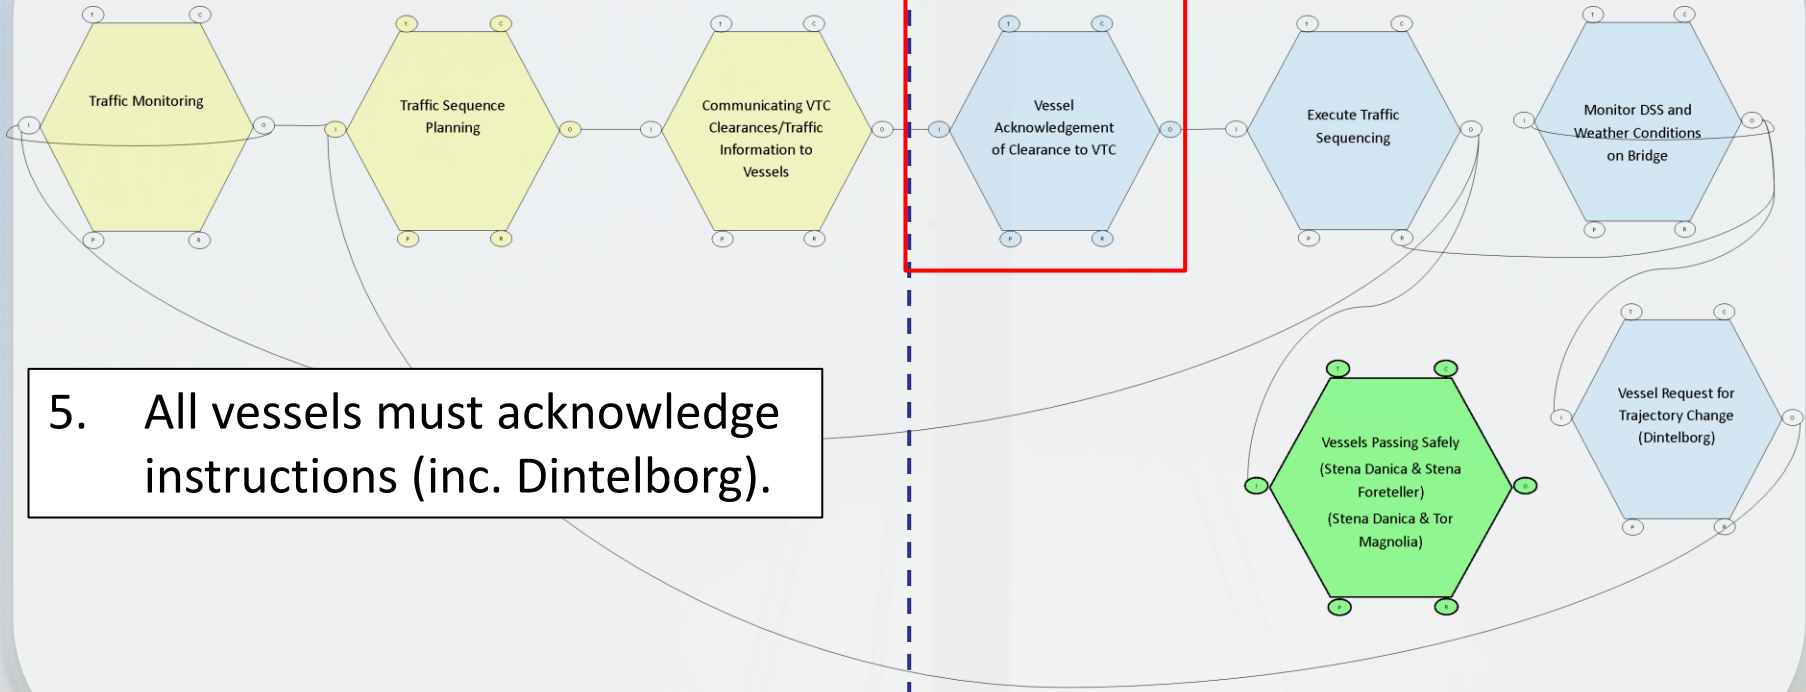 T
C
Traffic Monitoring
I
O
P
R
T
C
Traffic Sequence
Planning
I
O
P
R
T
C
Communicating VTC
Clearances/Traffic
Information to
Vessels
I
O
P
R
T
C
Vessel
Acknowledgement
of Clearance to VTC
I
O
P
R
T
C
Execute Traffic
Sequencing
I
O
P
R
T
C
Monitor DSS and
Weather Conditions
on Bridge
I
O
P
R
5. All vessels must acknowledge
instructions (inc. Dintelborg).
T
C
Vessels Passing Safely
(Stena Danica & Stena
Foreteller)
(Stena Danica & Tor
Magnolia)
I
O
P
R
T
C
Vessel Request for
Trajectory Change
(Dintelborg)
I
O
P
R